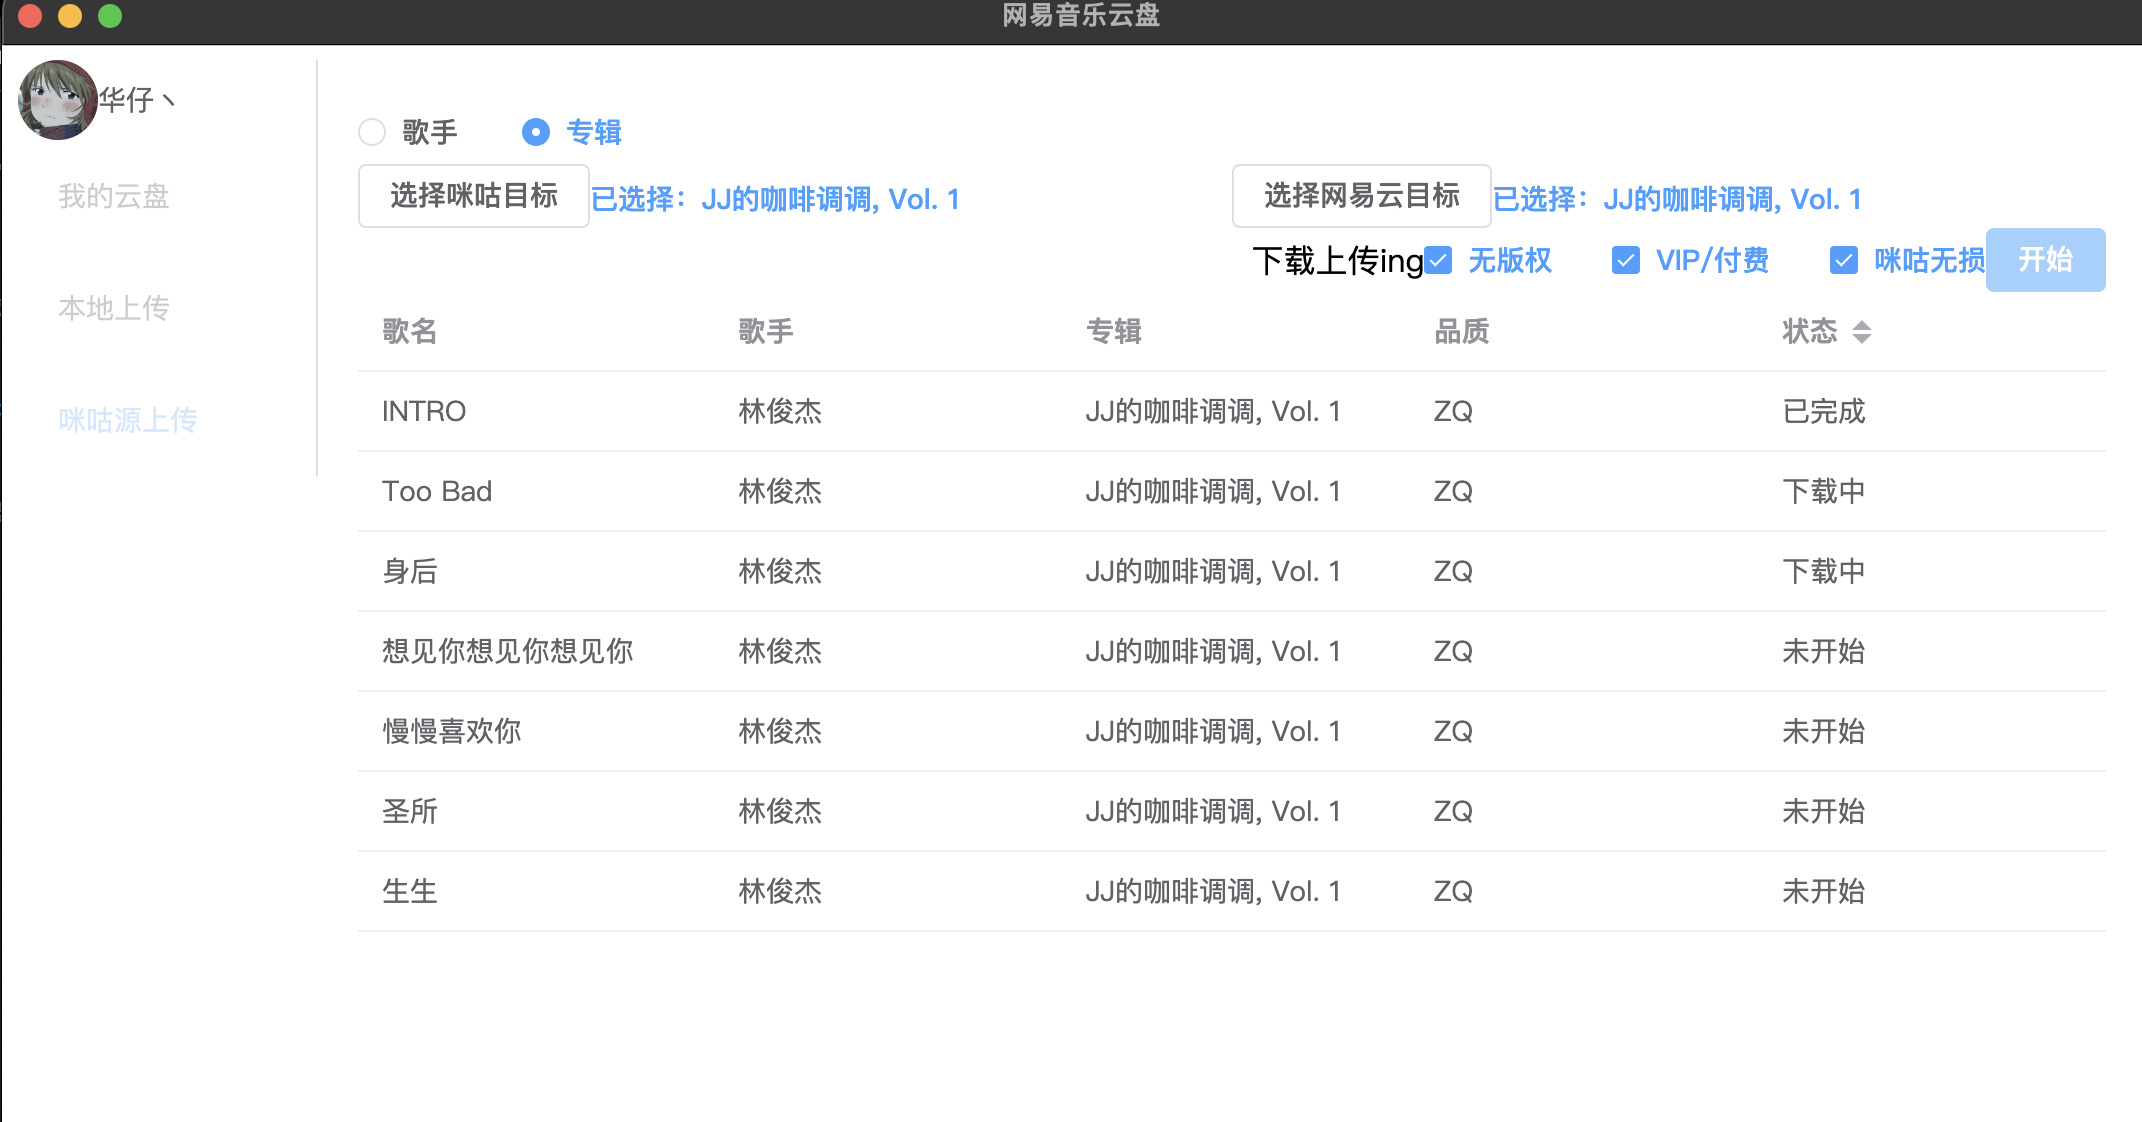 网易音乐云盘
华仔丶
我的云盘
本地上传
咪咕源上传
歌手 专辑
选择咪咕目标 已选择：JJ的咖啡调调, Vol. 1 选择网易云目标 已选择：JJ的咖啡调调, Vol. 1
下载上传ing 无版权 VIP/付费 咪咕无损 开始
歌名 歌手 专辑 品质 状态
INTRO 林俊杰 JJ的咖啡调调, Vol. 1 ZQ 已完成
Too Bad 林俊杰 JJ的咖啡调调, Vol. 1 ZQ 下载中
身后 林俊杰 JJ的咖啡调调, Vol. 1 ZQ 下载中
想见你想见你想见你 林俊杰 JJ的咖啡调调, Vol. 1 ZQ 未开始
慢慢喜欢你 林俊杰 JJ的咖啡调调, Vol. 1 ZQ 未开始
圣所 林俊杰 JJ的咖啡调调, Vol. 1 ZQ 未开始
生生 林俊杰 JJ的咖啡调调, Vol. 1 ZQ 未开始